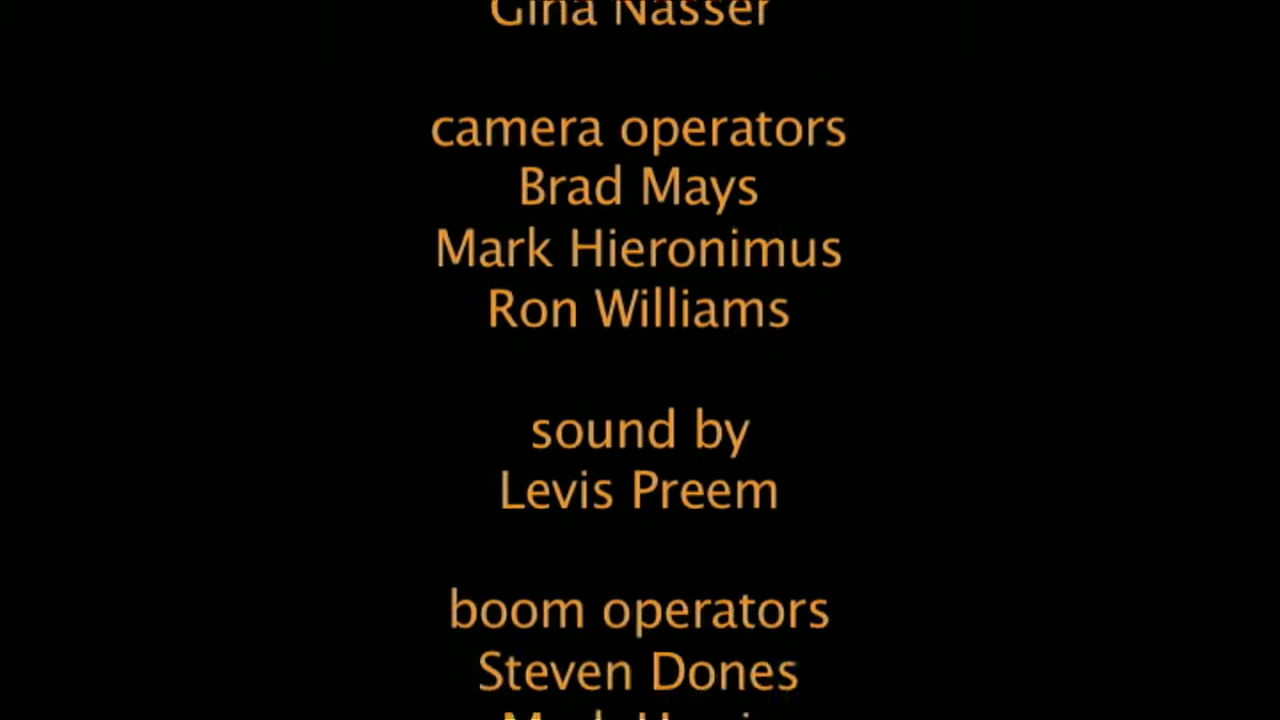 Gina Nasser
camera operators
Brad Mays
Mark Hieronimus
Ron Williams
sound by
Levis Preem
boom operators
Steven Dones